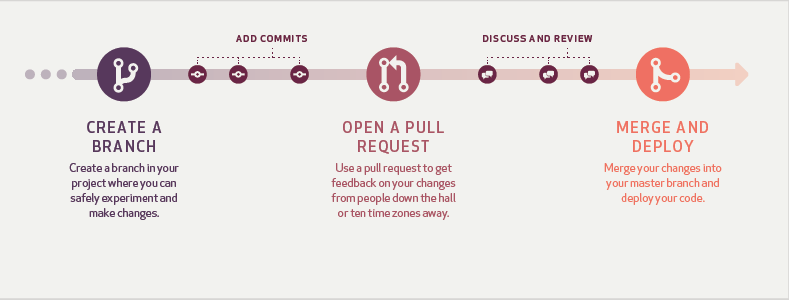 ADD COMMITS
DISCUSS AND REVIEW
CREATE A
BRANCH
Create a branch in your
project where you can
safely experiment and
make changes.
OPEN A PULL
REQUEST
Use a pull request to get
feedback on your changes
from people down the hall
or ten time zones away.
MERGE AND
DEPLOY
Merge your changes into
your master branch and
deploy your code.